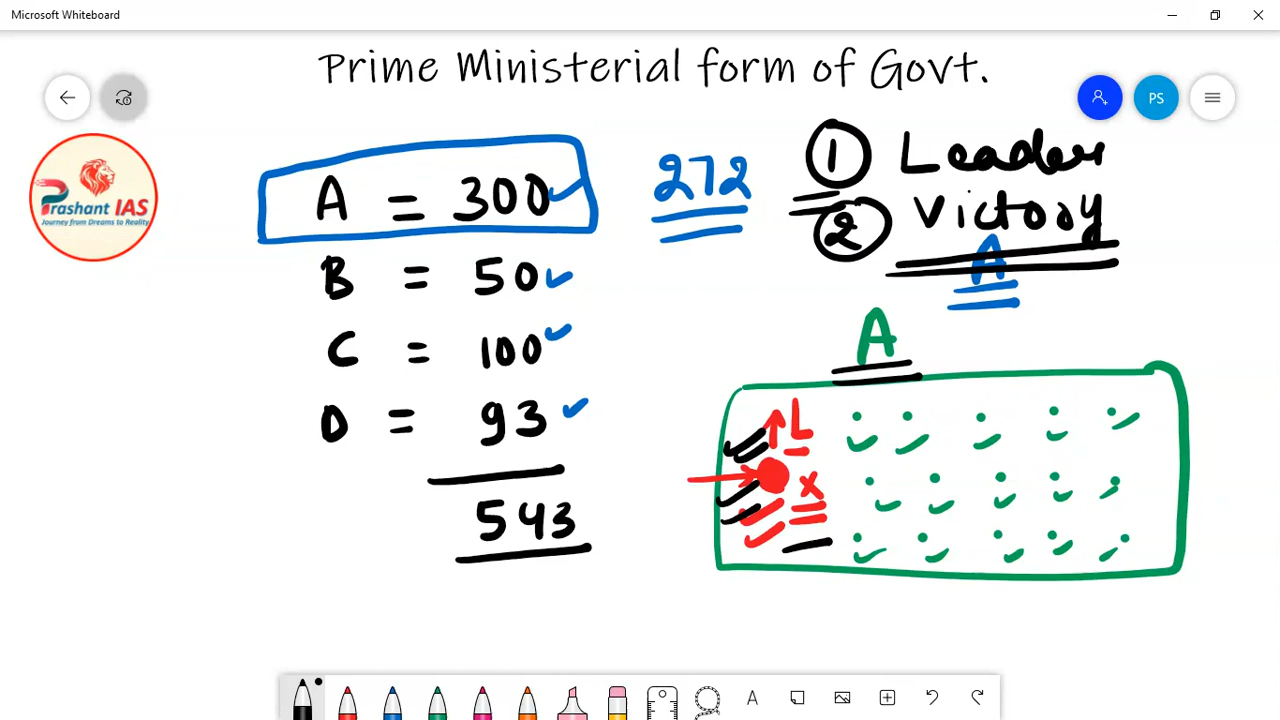 Microsoft Whiteboard
Prime Ministerial form of Govt.
PS
Prashant IAS
Journey from Dreams to Reality
A = 300
272
B = 50
C = 100
D = 93
543
1 Leader
2 Victory
A
A
L
x
A